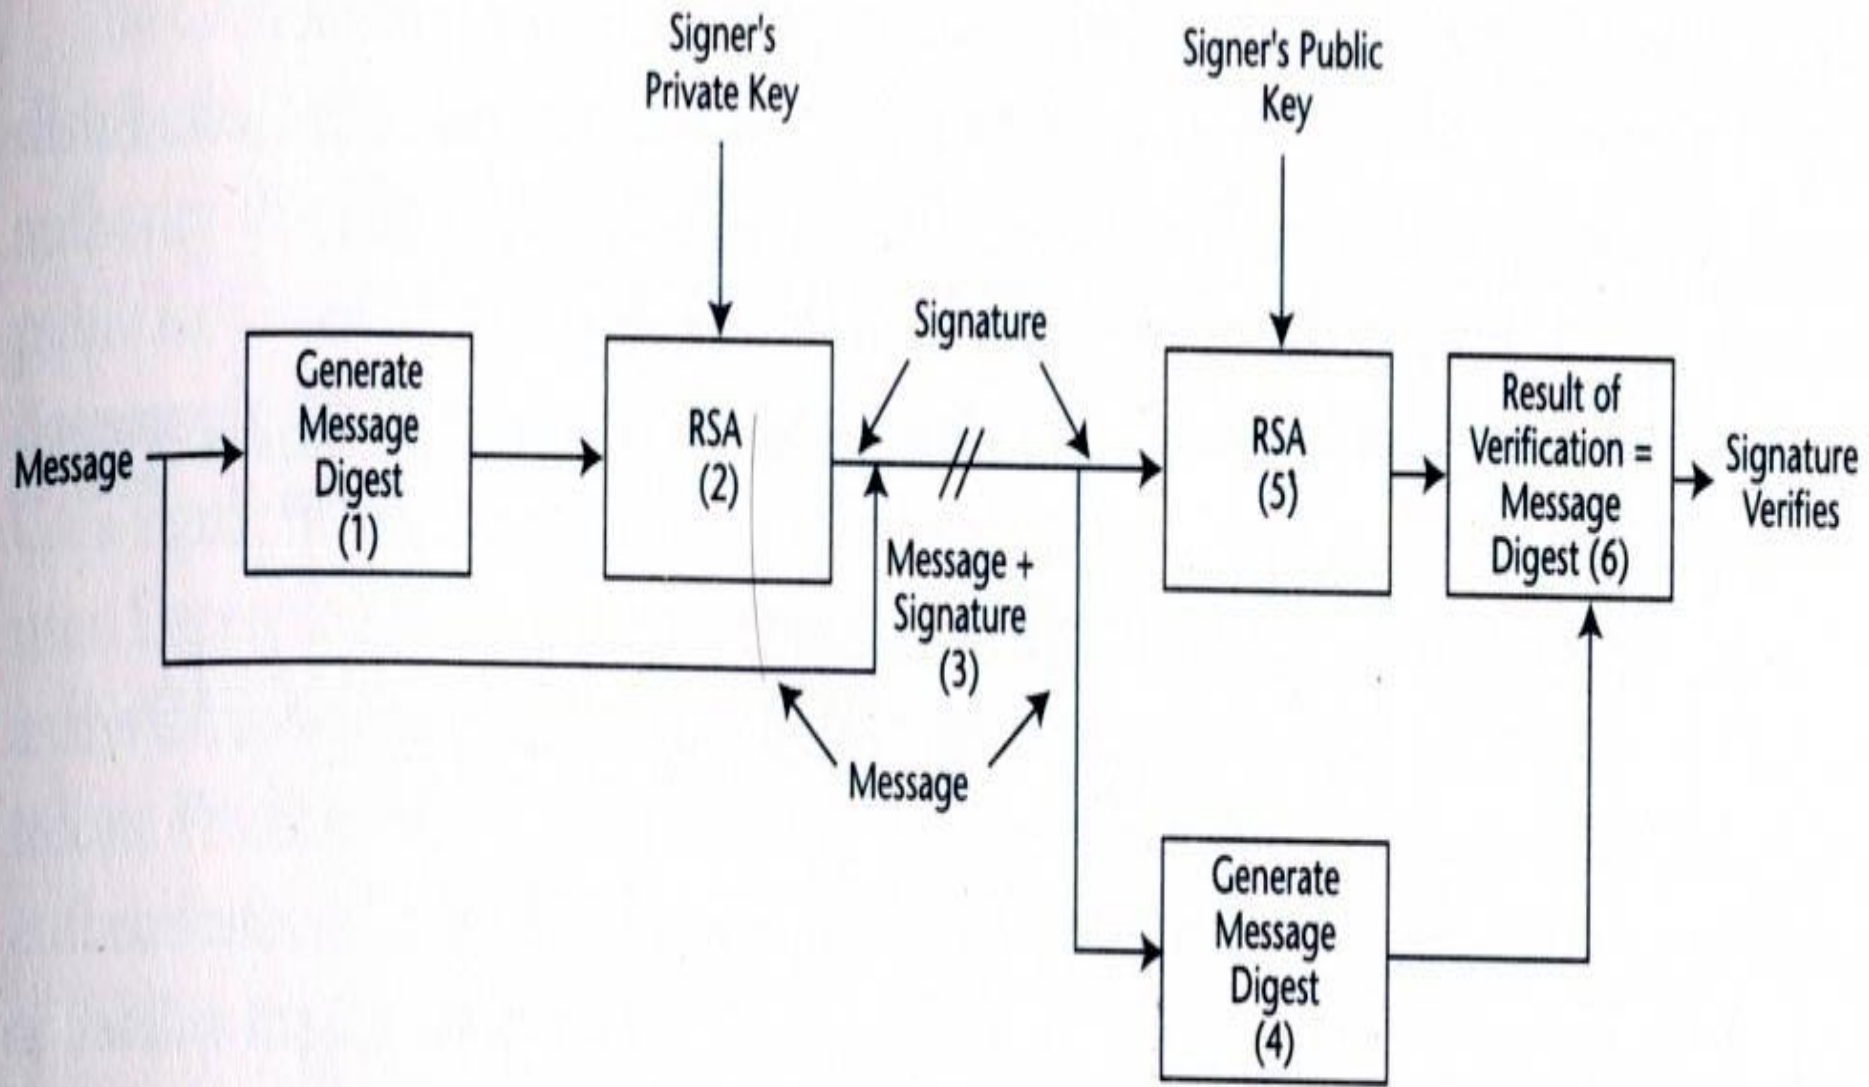 Signer's
Private Key
Signer's Public
Key
Signature
Message
Generate
Message
Digest
(1)
RSA
(2)
Message +
Signature
(3)
Message
RSA
(5)
Result of
Verification =
Message
Digest (6)
Signature
Verifies
Generate
Message
Digest
(4)